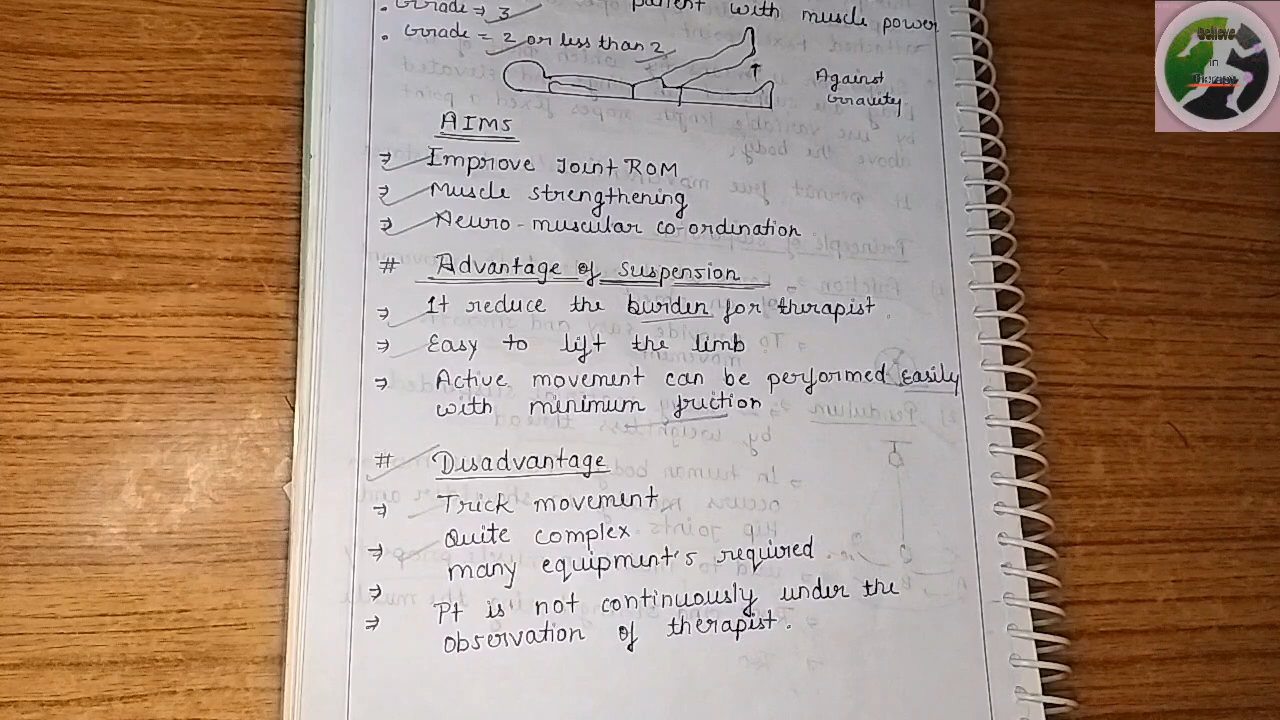 . Grade => 3 patient with muscle power
. Grade = 2 or less than 2
Against
Gravity
AIMS
=> Improve Joint ROM
=> Muscle strengthening
=> Neuro-muscular co-ordination
# Advantage of suspension
=> It reduce the burden for therapist.
=> Easy to lift the limb
=> Active movement can be performed easily
with minimum friction
# Disadvantage
=> Trick movement
=> Quite complex
=> many equipment's required.
=> Pt is not continuously under the
observation of therapist.
Believe
in
Therapist